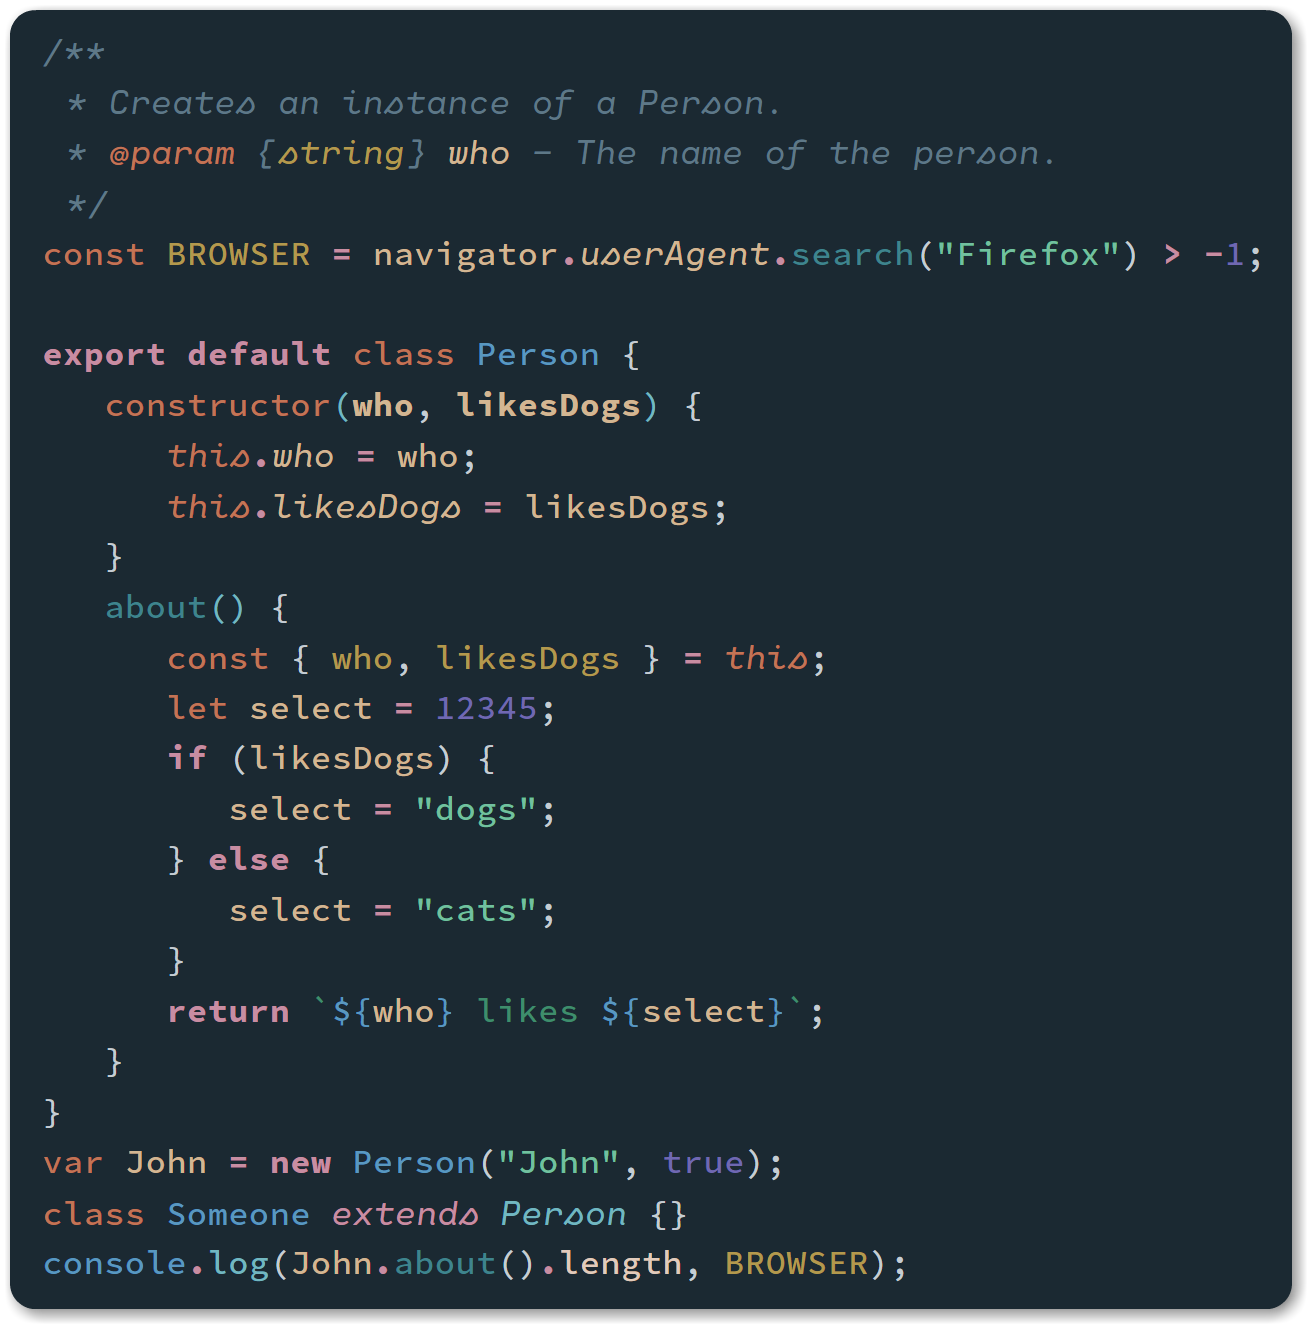 /**
 * Creates an instance of a Person.
 * @param {string} who - The name of the person.
 */
const BROWSER = navigator.userAgent.search("Firefox") > -1;

export default class Person {
   constructor(who, likesDogs) {
      this.who = who;
      this.likesDogs = likesDogs;
   }
   about() {
      const { who, likesDogs } = this;
      let select = 12345;
      if (likesDogs) {
         select = "dogs";
      } else {
         select = "cats";
      }
      return `${who} likes ${select}`;
   }
}
var John = new Person("John", true);
class Someone extends Person {}
console.log(John.about().length, BROWSER);